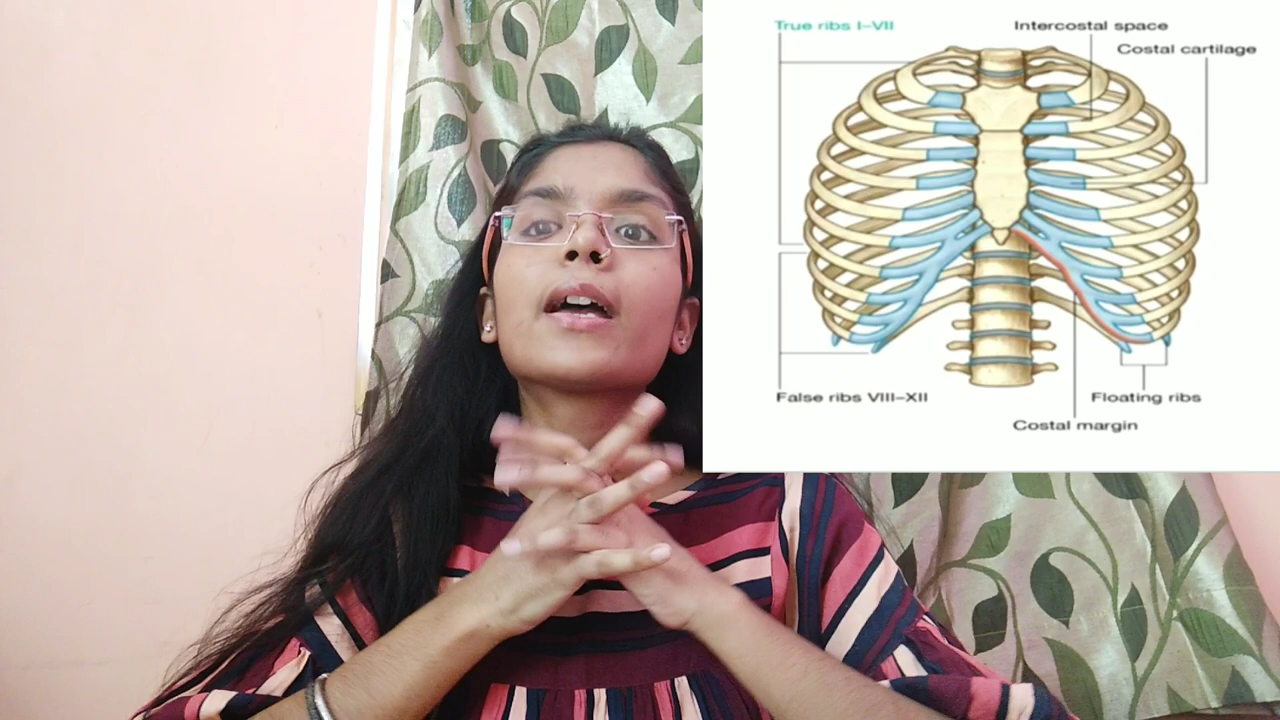 True ribs I–VII
Intercostal space
Costal cartilage
False ribs VIII–XII
Floating ribs
Costal margin